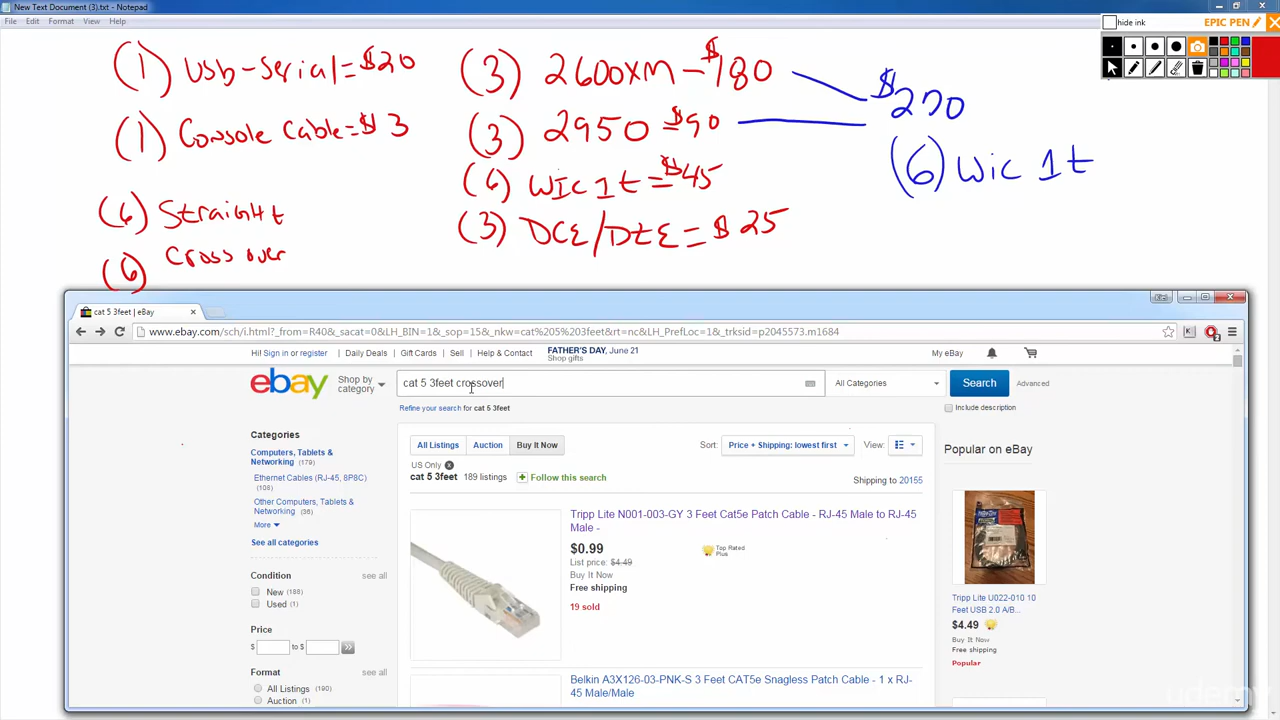 New Text Document (3).txt - Notepad
File Edit Format View Help
hide ink
EPIC PEN
(1) Usb-Serial = $20
(1) Console Cable = $3
(6) Straight
(6) Cross over
(3) 2600xm - $180
(3) 2950 = $90
(6) Wic 1t = $45
(3) DCE/DtE = $25
$270
(6) Wic 1t
cat 5 3feet | eBay
www.ebay.com/sch/i.html?_from=R40&_sacat=0&LH_BIN=1&_sop=15&_nkw=cat%205%203feet&rt=nc&LH_PrefLoc=1&_trksid=p2045573.m1684
Hi! Sign in or register
Daily Deals
Gift Cards
Sell
Help & Contact
FATHER'S DAY, JUNE 21
Shop gifts
My eBay
ebay
Shop by
category
cat 5 3feet crossover
All Categories
Search
Advanced
Refine your search for cat 5 3feet
Include description
Categories
Computers, Tablets &
Networking (179)
Ethernet Cables (RJ-45, 8P8C)
(108)
Other Computers, Tablets &
Networking (36)
More
See all categories
Condition
see all
New (188)
Used (1)
Price
$ to $
Format
see all
All Listings (190)
Auction (1)
All Listings
Auction
Buy It Now
Sort: Price + Shipping: lowest first
View:
US Only
cat 5 3feet 189 listings
Follow this search
Shipping to 20155
Tripp Lite N001-003-GY 3 Feet Cat5e Patch Cable - RJ-45 Male to RJ-45
Male -
$0.99
List price: $4.49
Buy It Now
Free shipping
19 sold
Top Rated
Plus
Belkin A3X126-03-PNK-S 3 Feet CAT5e Snagless Patch Cable - 1 x RJ-
45 Male/Male
Popular on eBay
Tripp Lite U022-010 10
Feet USB 2.0 A/B...
$4.49
Buy It Now
Free shipping
Popular
udemy